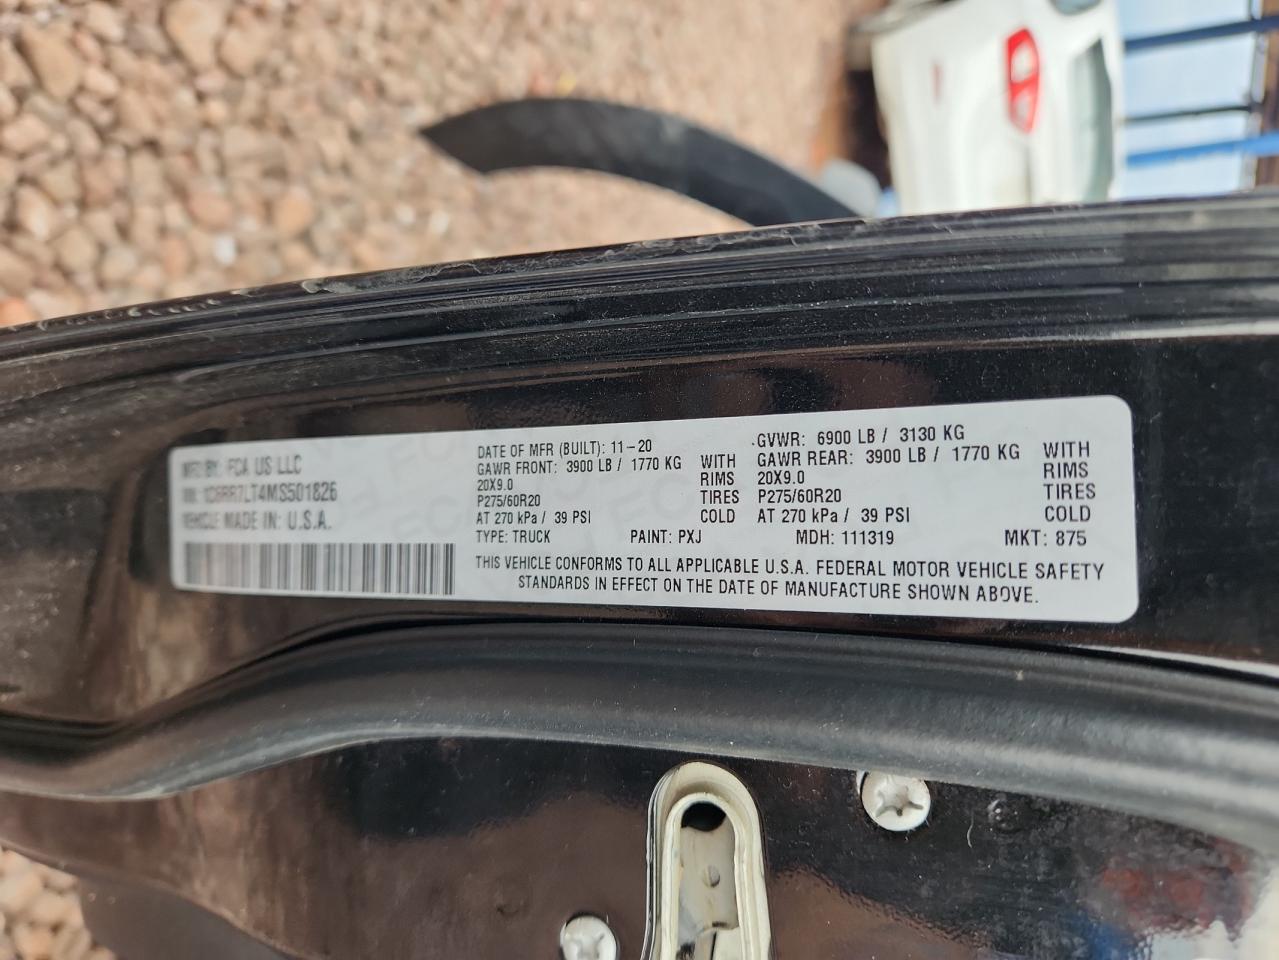 MFD BY: FCA US LLC
VIN: 1C6RR7LT4MS501826
VEHICLE MADE IN: U.S.A.
DATE OF MFR (BUILT): 11-20
GAWR FRONT: 3900 LB / 1770 KG WITH
20X9.0 RIMS
P275/60R20 TIRES
AT 270 kPa / 39 PSI COLD
GVWR: 6900 LB / 3130 KG
GAWR REAR: 3900 LB / 1770 KG WITH
20X9.0 RIMS
P275/60R20 TIRES
AT 270 kPa / 39 PSI COLD
TYPE: TRUCK PAINT: PXJ MDH: 111319 MKT: 875
THIS VEHICLE CONFORMS TO ALL APPLICABLE U.S.A. FEDERAL MOTOR VEHICLE SAFETY
STANDARDS IN EFFECT ON THE DATE OF MANUFACTURE SHOWN ABOVE.